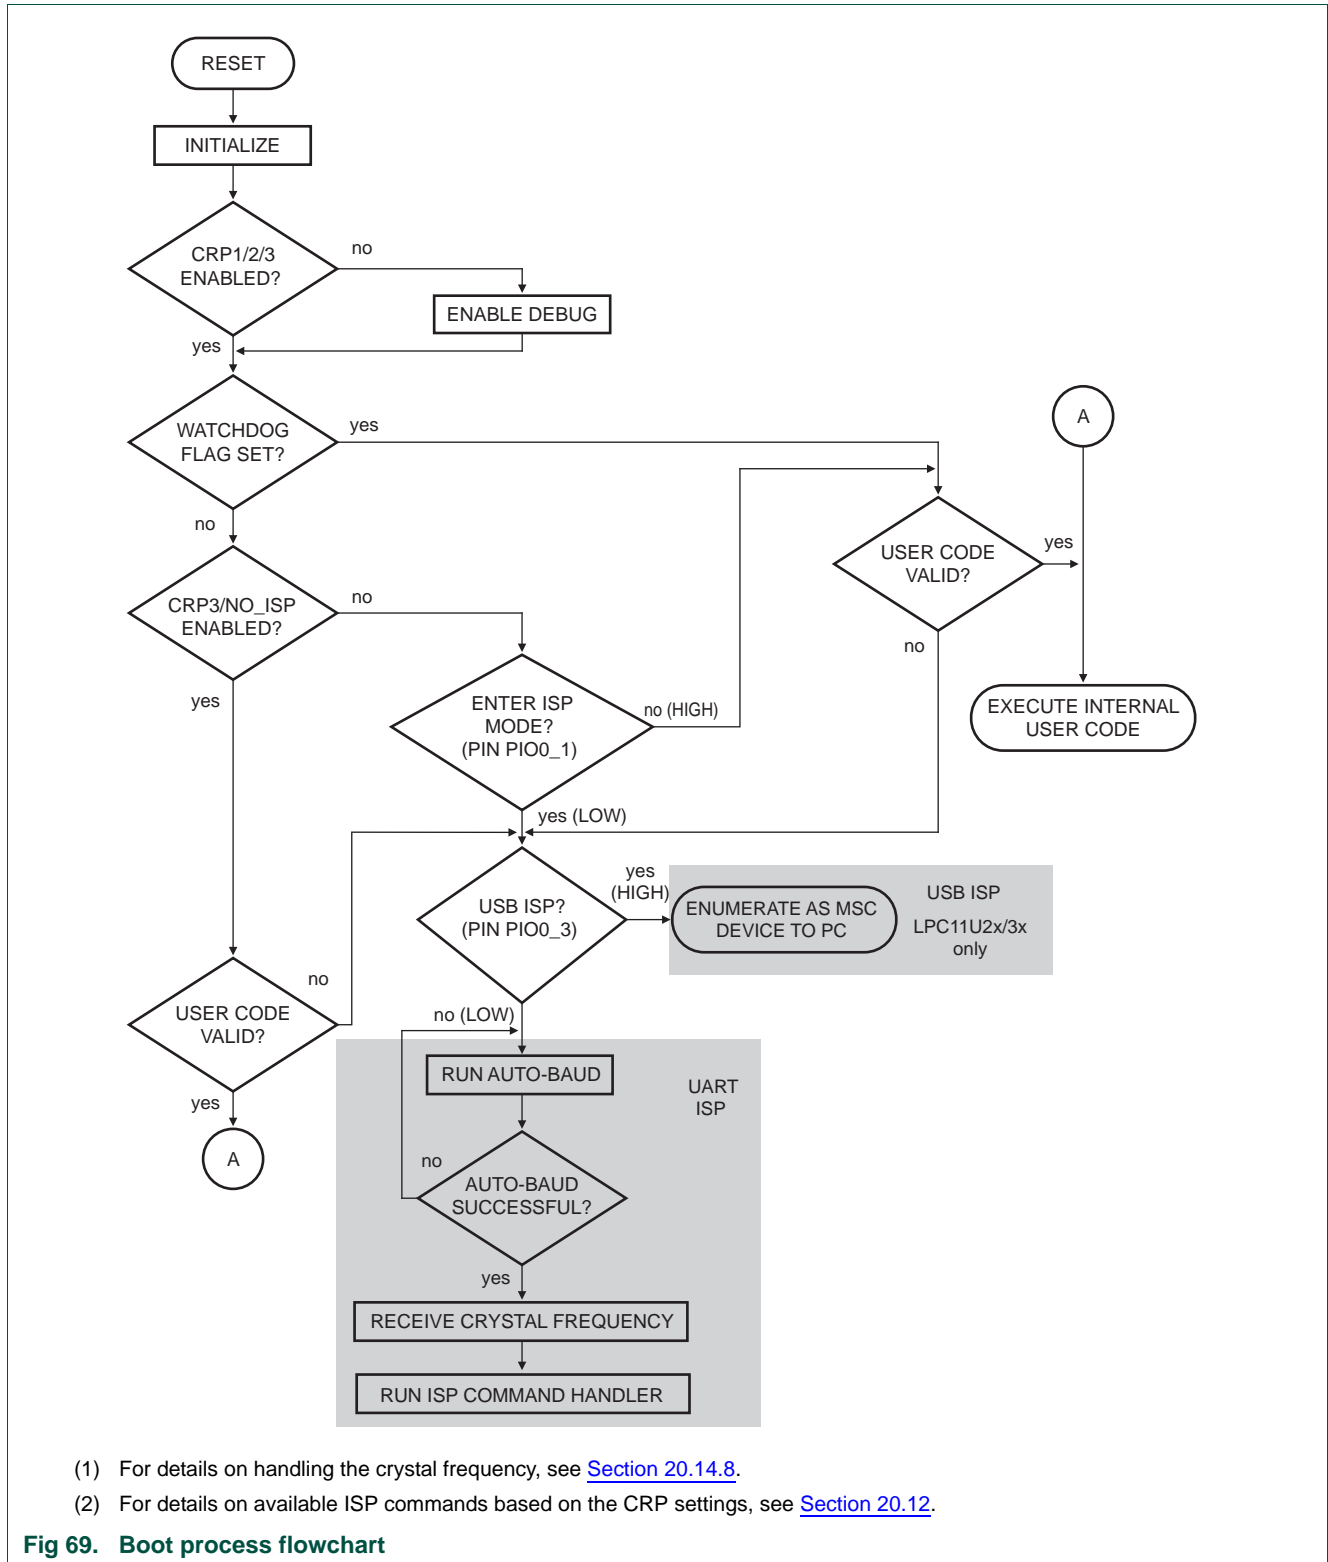 RESET
INITIALIZE
CRP1/2/3
ENABLED?
no
ENABLE DEBUG
yes
WATCHDOG
FLAG SET?
yes
A
no
USER CODE
VALID?
yes
CRP3/NO_ISP
ENABLED?
no
no
yes
ENTER ISP
MODE?
(PIN PIO0_1)
no (HIGH)
EXECUTE INTERNAL
USER CODE
yes (LOW)
USB ISP?
(PIN PIO0_3)
yes
(HIGH)
ENUMERATE AS MSC
DEVICE TO PC
USB ISP
LPC11U2x/3x
only
no
USER CODE
VALID?
no (LOW)
RUN AUTO-BAUD
UART
ISP
yes
A
no
AUTO-BAUD
SUCCESSFUL?
yes
RECEIVE CRYSTAL FREQUENCY
RUN ISP COMMAND HANDLER
(1) For details on handling the crystal frequency, see Section 20.14.8.
(2) For details on available ISP commands based on the CRP settings, see Section 20.12.
Fig 69. Boot process flowchart